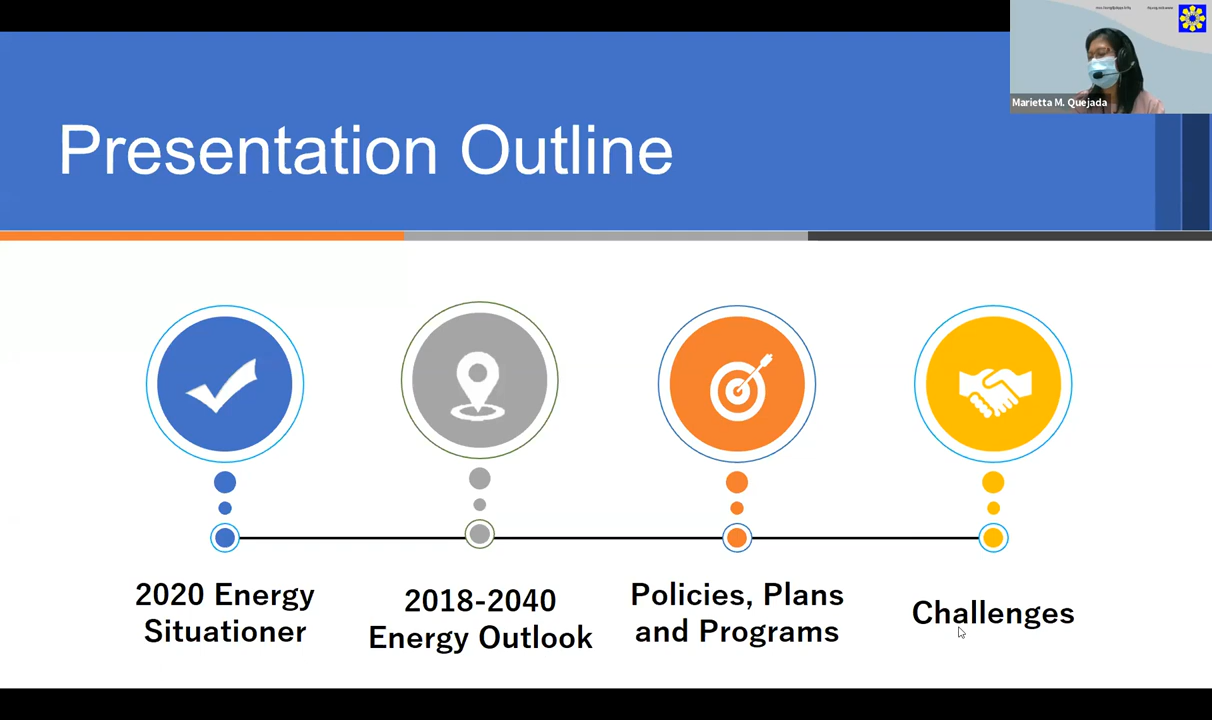 Marietta M. Quejada
Presentation Outline
2020 Energy
Situationer
2018-2040
Energy Outlook
Policies, Plans
and Programs
Challenges